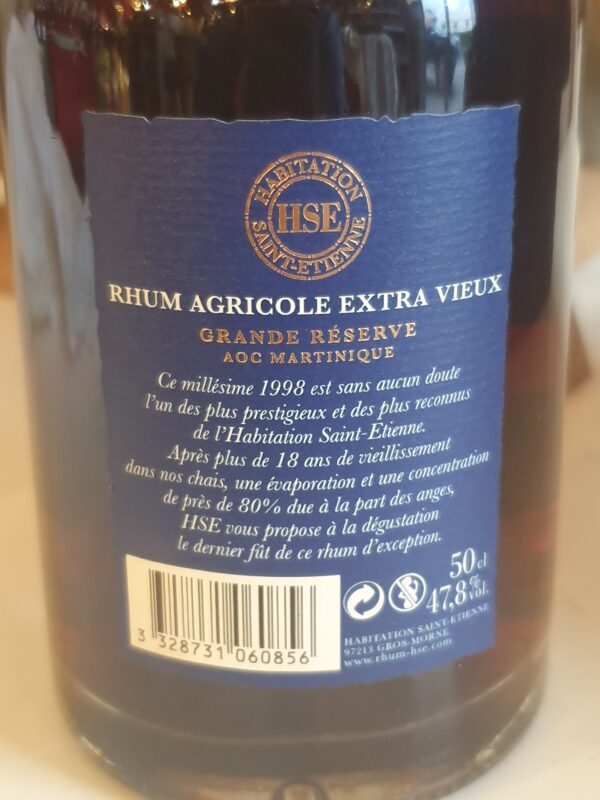 HABITATION
HSE
SAINT-ETIENNE
RHUM AGRICOLE EXTRA VIEUX
GRANDE RÉSERVE
AOC MARTINIQUE
Ce millésime 1998 est sans aucun doute
l'un des plus prestigieux et des plus reconnus
de l'Habitation Saint-Etienne.
Après plus de 18 ans de vieillissement
dans nos chais, une évaporation et une concentration
de près de 80% due à la part des anges,
HSE vous propose à la dégustation
le dernier fût de ce rhum d'exception.
50 cl
47,8% vol.
3 328731 060856
HABITATION SAINT-ETIENNE
97213 GROS-MORNE
www.rhum-hse.com